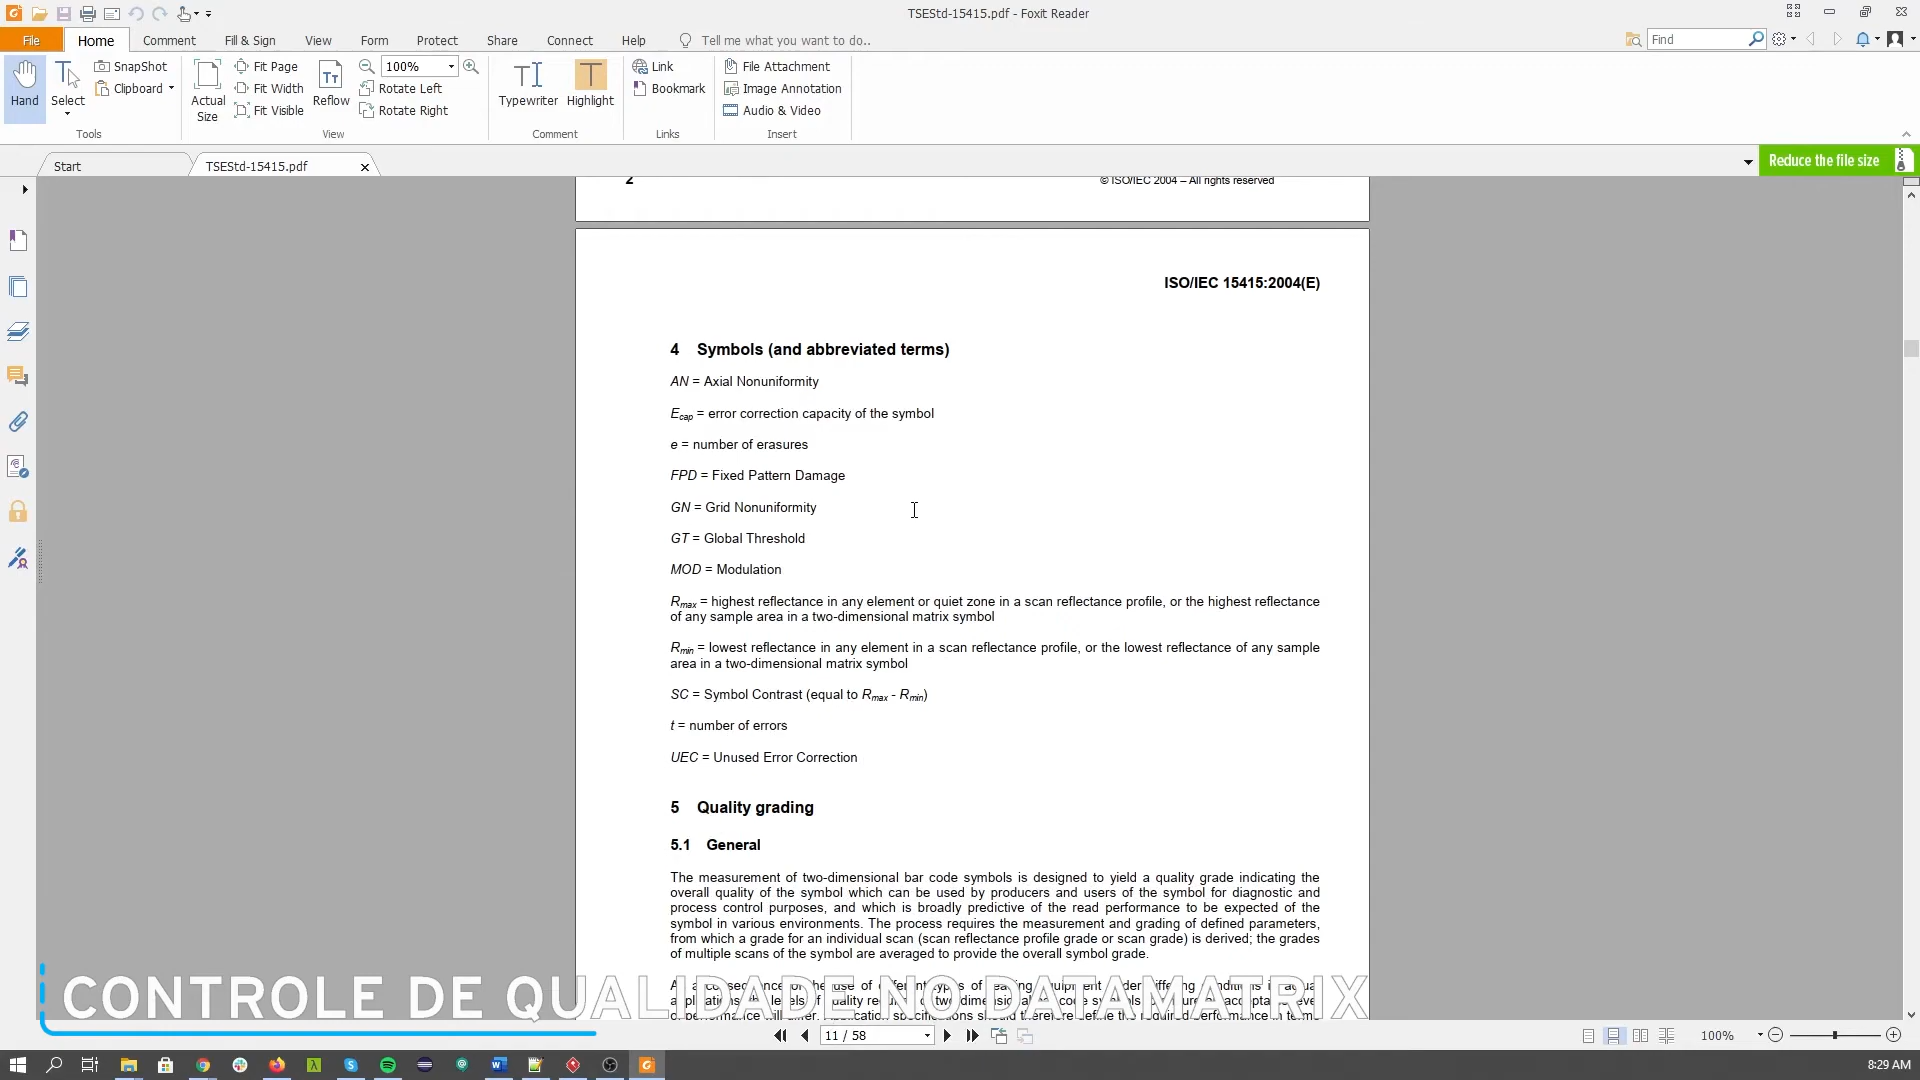 TSEStd-15415.pdf - Foxit Reader
File Home Comment Fill & Sign View Form Protect Share Connect Help Tell me what you want to do.. Find
Hand Select SnapShot Clipboard Actual Size Fit Page Fit Width Fit Visible Reflow 100% Rotate Left Rotate Right Typewriter Highlight Link Bookmark File Attachment Image Annotation Audio & Video
Tools View Comment Links Insert
Start TSEStd-15415.pdf Reduce the file size
2 © ISO/IEC 2004 – All rights reserved
ISO/IEC 15415:2004(E)
4 Symbols (and abbreviated terms)
AN = Axial Nonuniformity
Ecap = error correction capacity of the symbol
e = number of erasures
FPD = Fixed Pattern Damage
GN = Grid Nonuniformity
GT = Global Threshold
MOD = Modulation
Rmax = highest reflectance in any element or quiet zone in a scan reflectance profile, or the highest reflectance
of any sample area in a two-dimensional matrix symbol
Rmin = lowest reflectance in any element in a scan reflectance profile, or the lowest reflectance of any sample
area in a two-dimensional matrix symbol
SC = Symbol Contrast (equal to Rmax - Rmin)
t = number of errors
UEC = Unused Error Correction
5 Quality grading
5.1 General
The measurement of two-dimensional bar code symbols is designed to yield a quality grade indicating the
overall quality of the symbol which can be used by producers and users of the symbol for diagnostic and
process control purposes, and which is broadly predictive of the read performance to be expected of the
symbol in various environments. The process requires the measurement and grading of defined parameters,
from which a grade for an individual scan (scan reflectance profile grade or scan grade) is derived; the grades
of multiple scans of the symbol are averaged to provide the overall symbol grade.
CONTROLE DE QUALIDADE NO DATAMATRIX
11 / 58 100%
8:29 AM